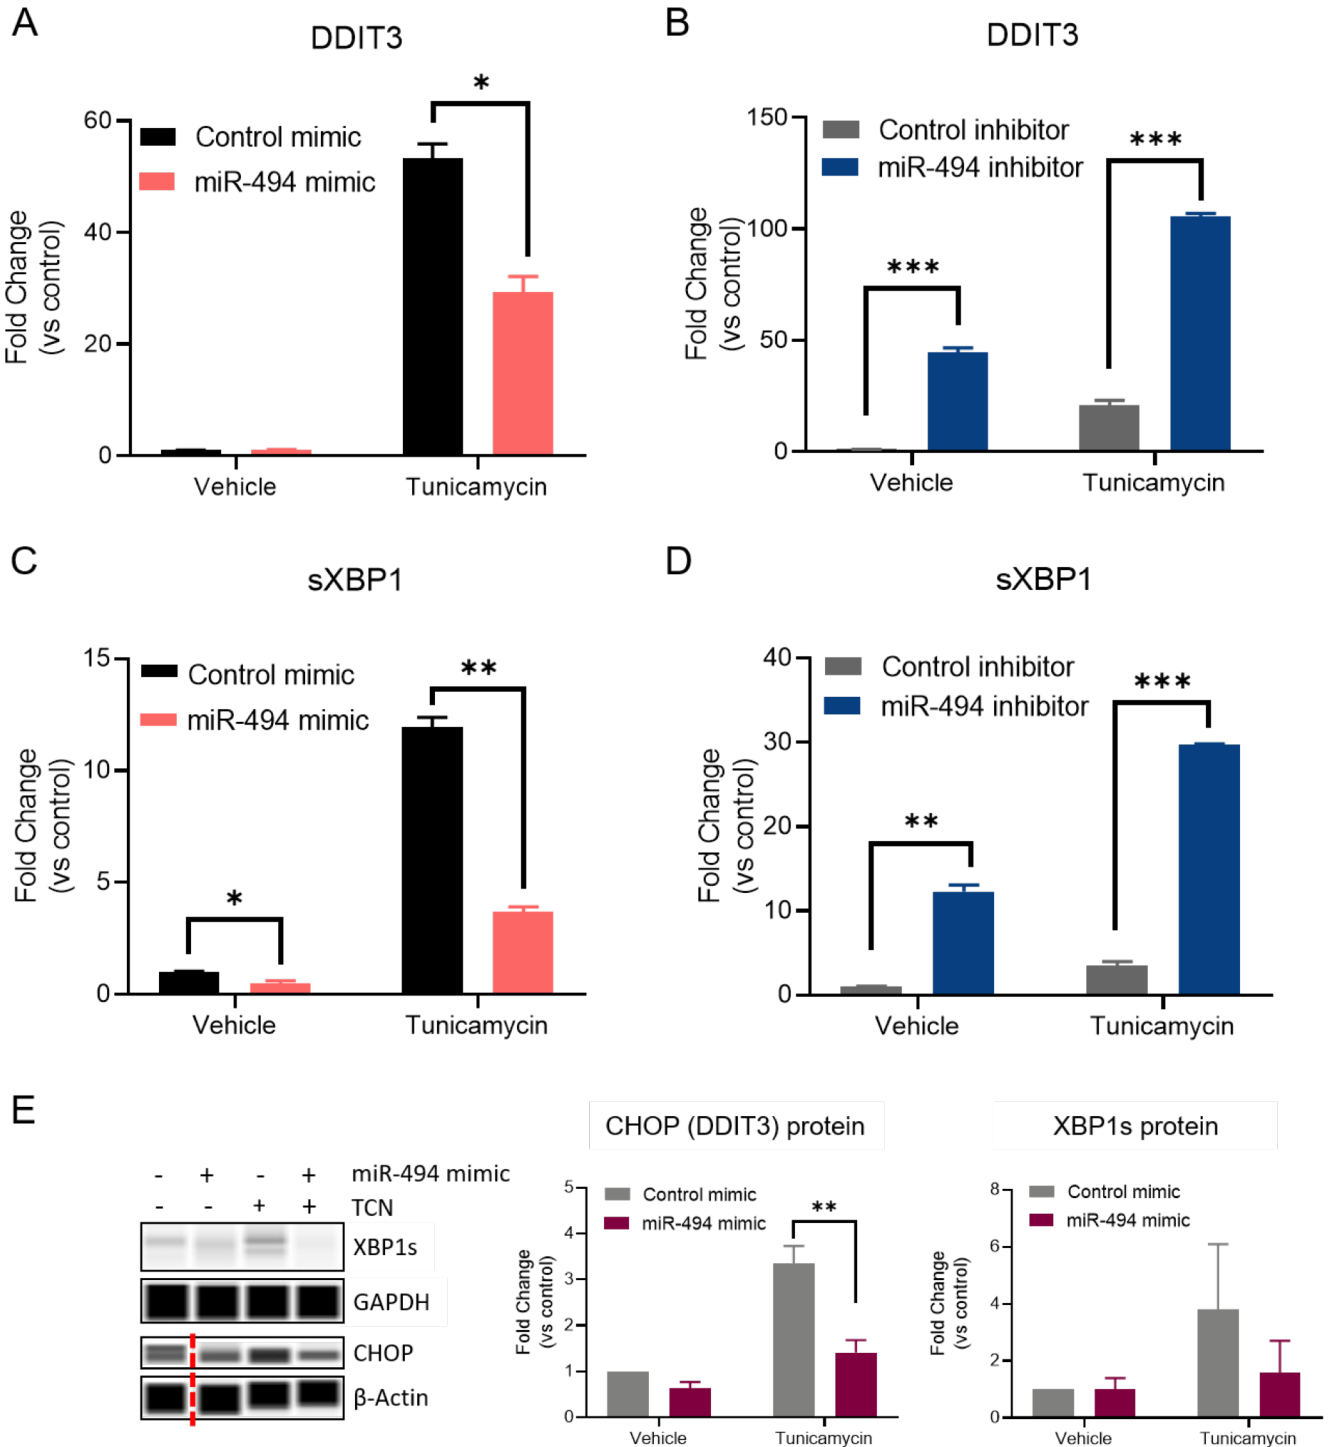 A
DDIT3
*
60
40
20
0
Fold Change
(vs control)
Control mimic
miR-494 mimic
Vehicle
Tunicamycin
B
DDIT3
***
***
150
100
50
0
Fold Change
(vs control)
Control inhibitor
miR-494 inhibitor
Vehicle
Tunicamycin
C
sXBP1
*
**
15
10
5
0
Fold Change
(vs control)
Control mimic
miR-494 mimic
Vehicle
Tunicamycin
D
sXBP1
**
***
40
30
20
10
0
Fold Change
(vs control)
Control inhibitor
miR-494 inhibitor
Vehicle
Tunicamycin
E
- + - + miR-494 mimic
- - + + TCN
XBP1s
GAPDH
CHOP
β-Actin
CHOP (DDIT3) protein
**
5
4
3
2
1
0
Fold Change
(vs control)
Control mimic
miR-494 mimic
Vehicle
Tunicamycin
XBP1s protein
8
6
4
2
0
Fold Change
(vs control)
Control mimic
miR-494 mimic
Vehicle
Tunicamycin